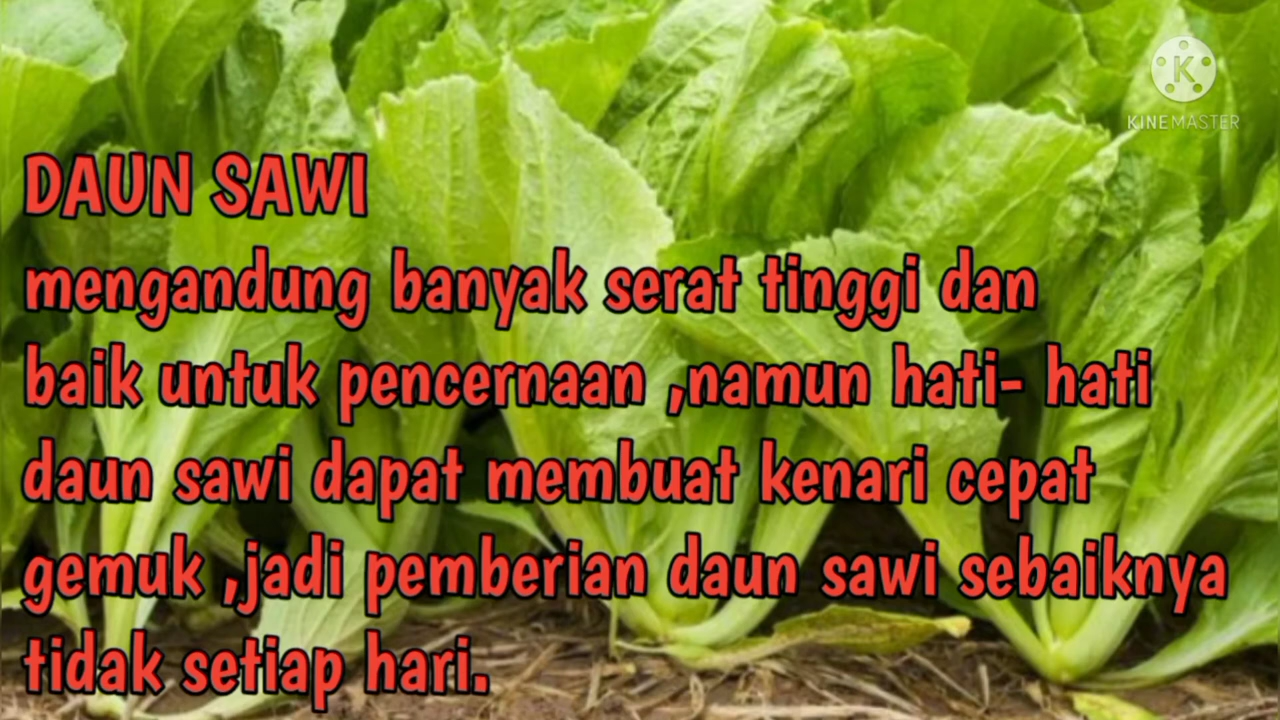 KINEMASTER
DAUN SAWI
mengandung banyak serat tinggi dan
baik untuk pencernaan ,namun hati- hati
daun sawi dapat membuat kenari cepat
gemuk ,jadi pemberian daun sawi sebaiknya
tidak setiap hari.